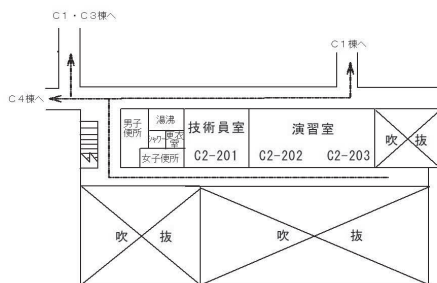 C1・C3棟へ
C1棟へ
C4棟へ
男子
便所
湯沸
シャワー
更衣
室
女子便所
技術員室
C2-201
演習室
C2-202
C2-203
吹
抜
吹
抜
吹
抜